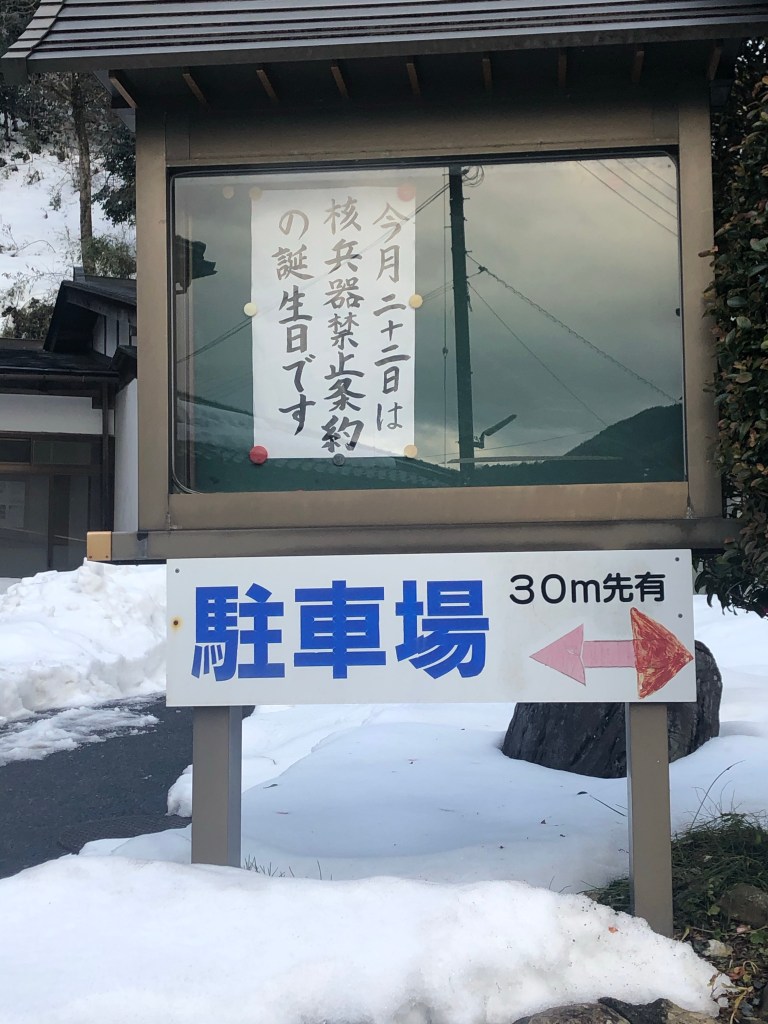 今月二十二日は
核兵器禁止条約
の誕生日です
駐車場
30m先有